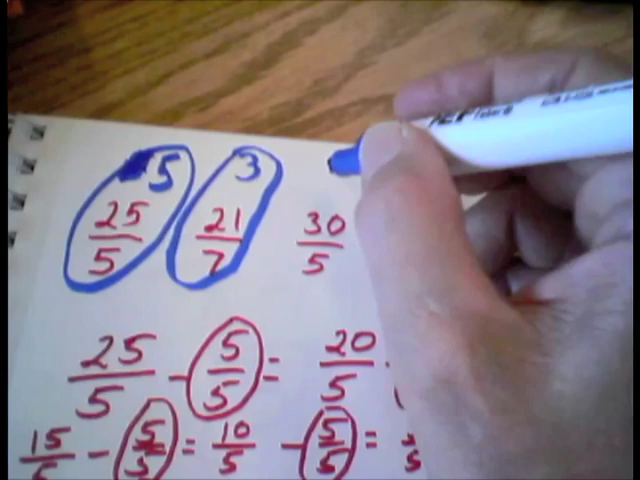 5 3
25/5 21/7 30/5
25/5 - 5/5 = 20/5
15/5 - 5/5 = 10/5 - 5/5 =